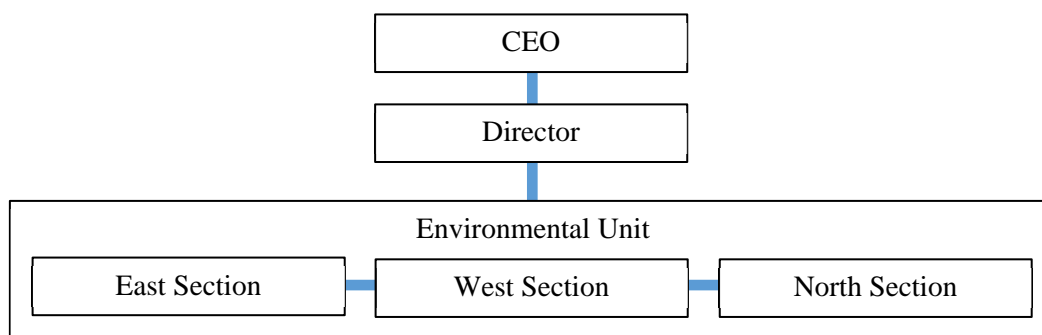 CEO
Director
Environmental Unit
East Section
West Section
North Section